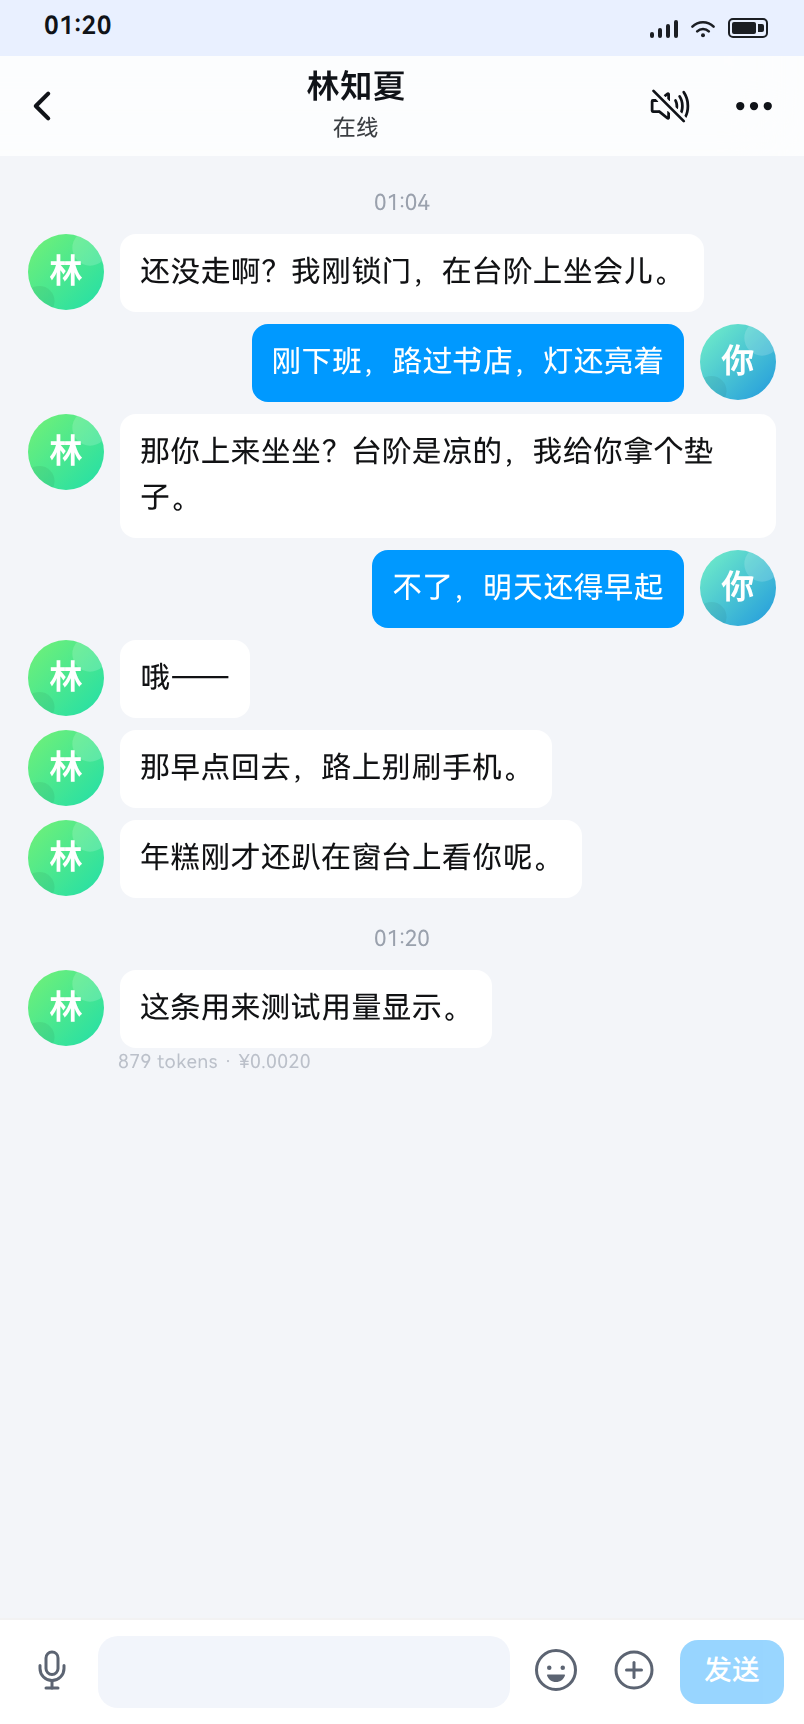 01:20
林知夏
在线
01:04
林
还没走啊？我刚锁门，在台阶上坐会儿。
刚下班，路过书店，灯还亮着
你
林
那你上来坐坐？台阶是凉的，我给你拿个垫
子。
不了，明天还得早起
你
林
哦——
林
那早点回去，路上别刷手机。
林
年糕刚才还趴在窗台上看你呢。
01:20
林
这条用来测试用量显示。
879 tokens · ¥0.0020
发送